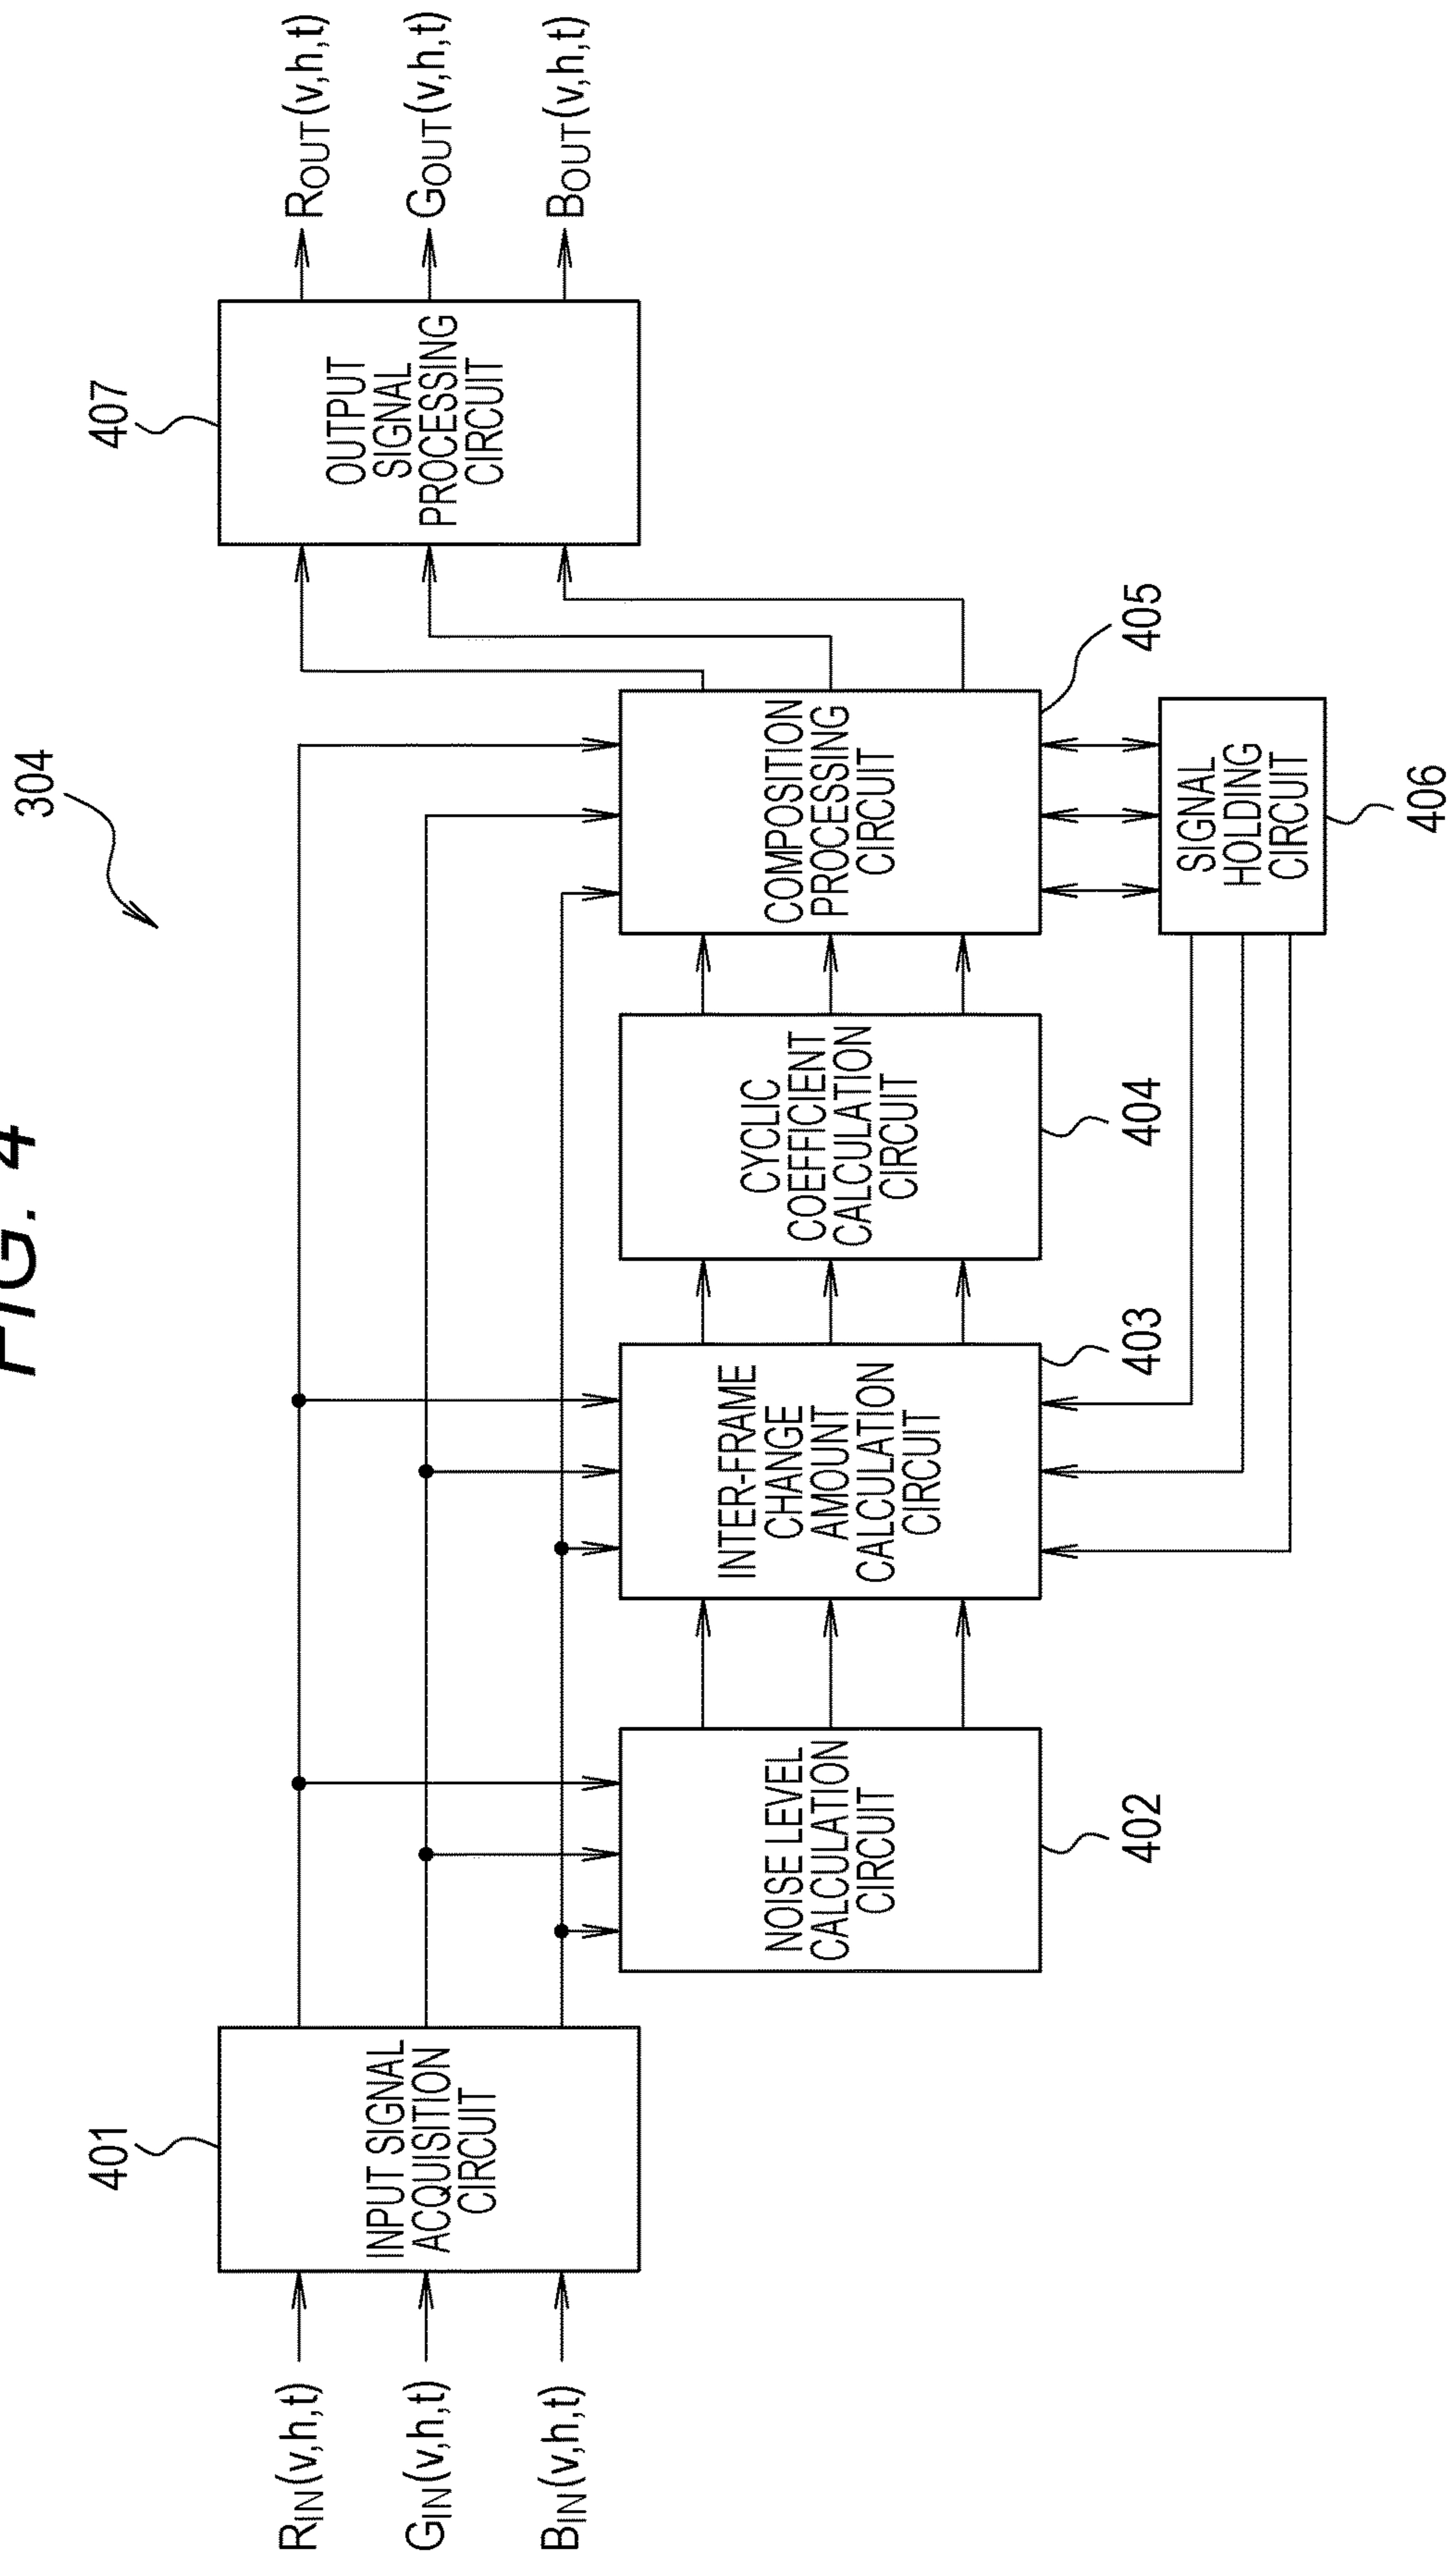 FIG. 4
304
401
INPUT SIGNAL
ACQUISITION
CIRCUIT
RIN(v,h,t)
GIN(v,h,t)
BIN(v,h,t)
NOISE LEVEL
CALCULATION
CIRCUIT
402
INTER-FRAME
CHANGE
AMOUNT
CALCULATION
CIRCUIT
403
CYCLIC
COEFFICIENT
CALCULATION
CIRCUIT
404
COMPOSITION
PROCESSING
CIRCUIT
405
SIGNAL
HOLDING
CIRCUIT
406
407
OUTPUT
SIGNAL
PROCESSING
CIRCUIT
ROUT(v,h,t)
GOUT(v,h,t)
BOUT(v,h,t)